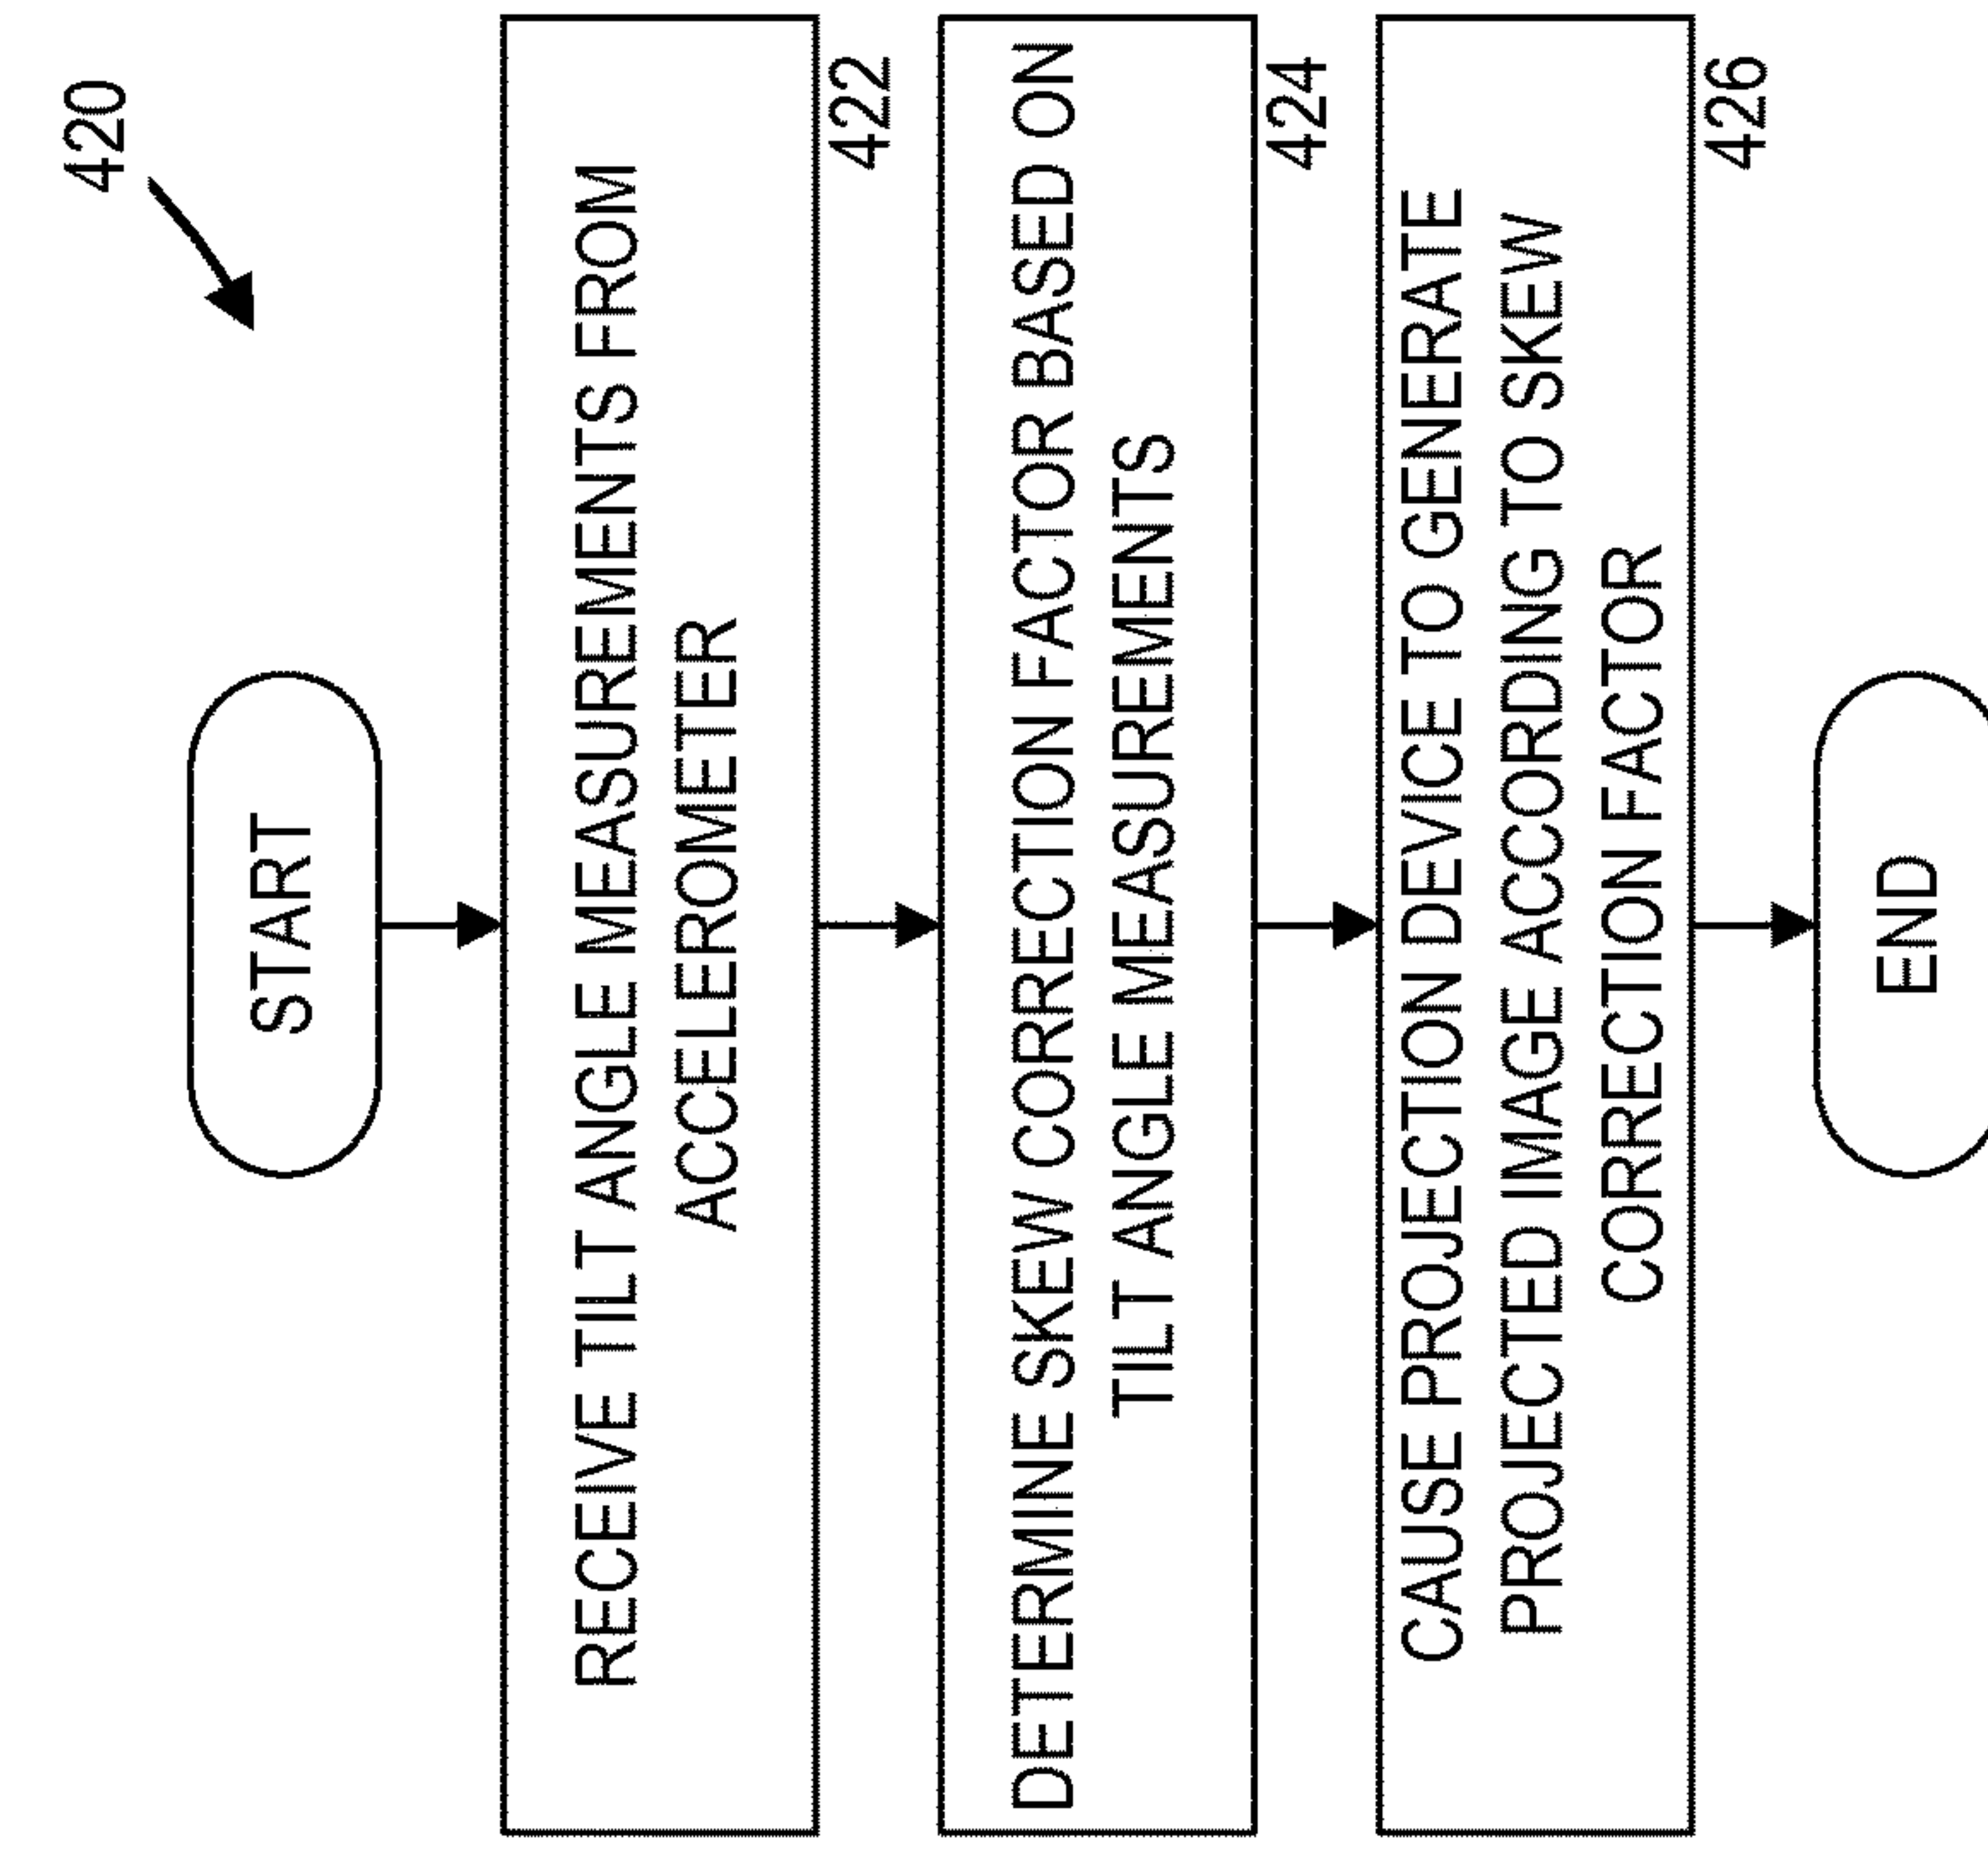 420
START
RECEIVE TILT ANGLE MEASUREMENTS FROM
ACCELEROMETER
422
DETERMINE SKEW CORRECTION FACTOR BASED ON
TILT ANGLE MEASUREMENTS
424
CAUSE PROJECTION DEVICE TO GENERATE
PROJECTED IMAGE ACCORDING TO SKEW
CORRECTION FACTOR
426
END